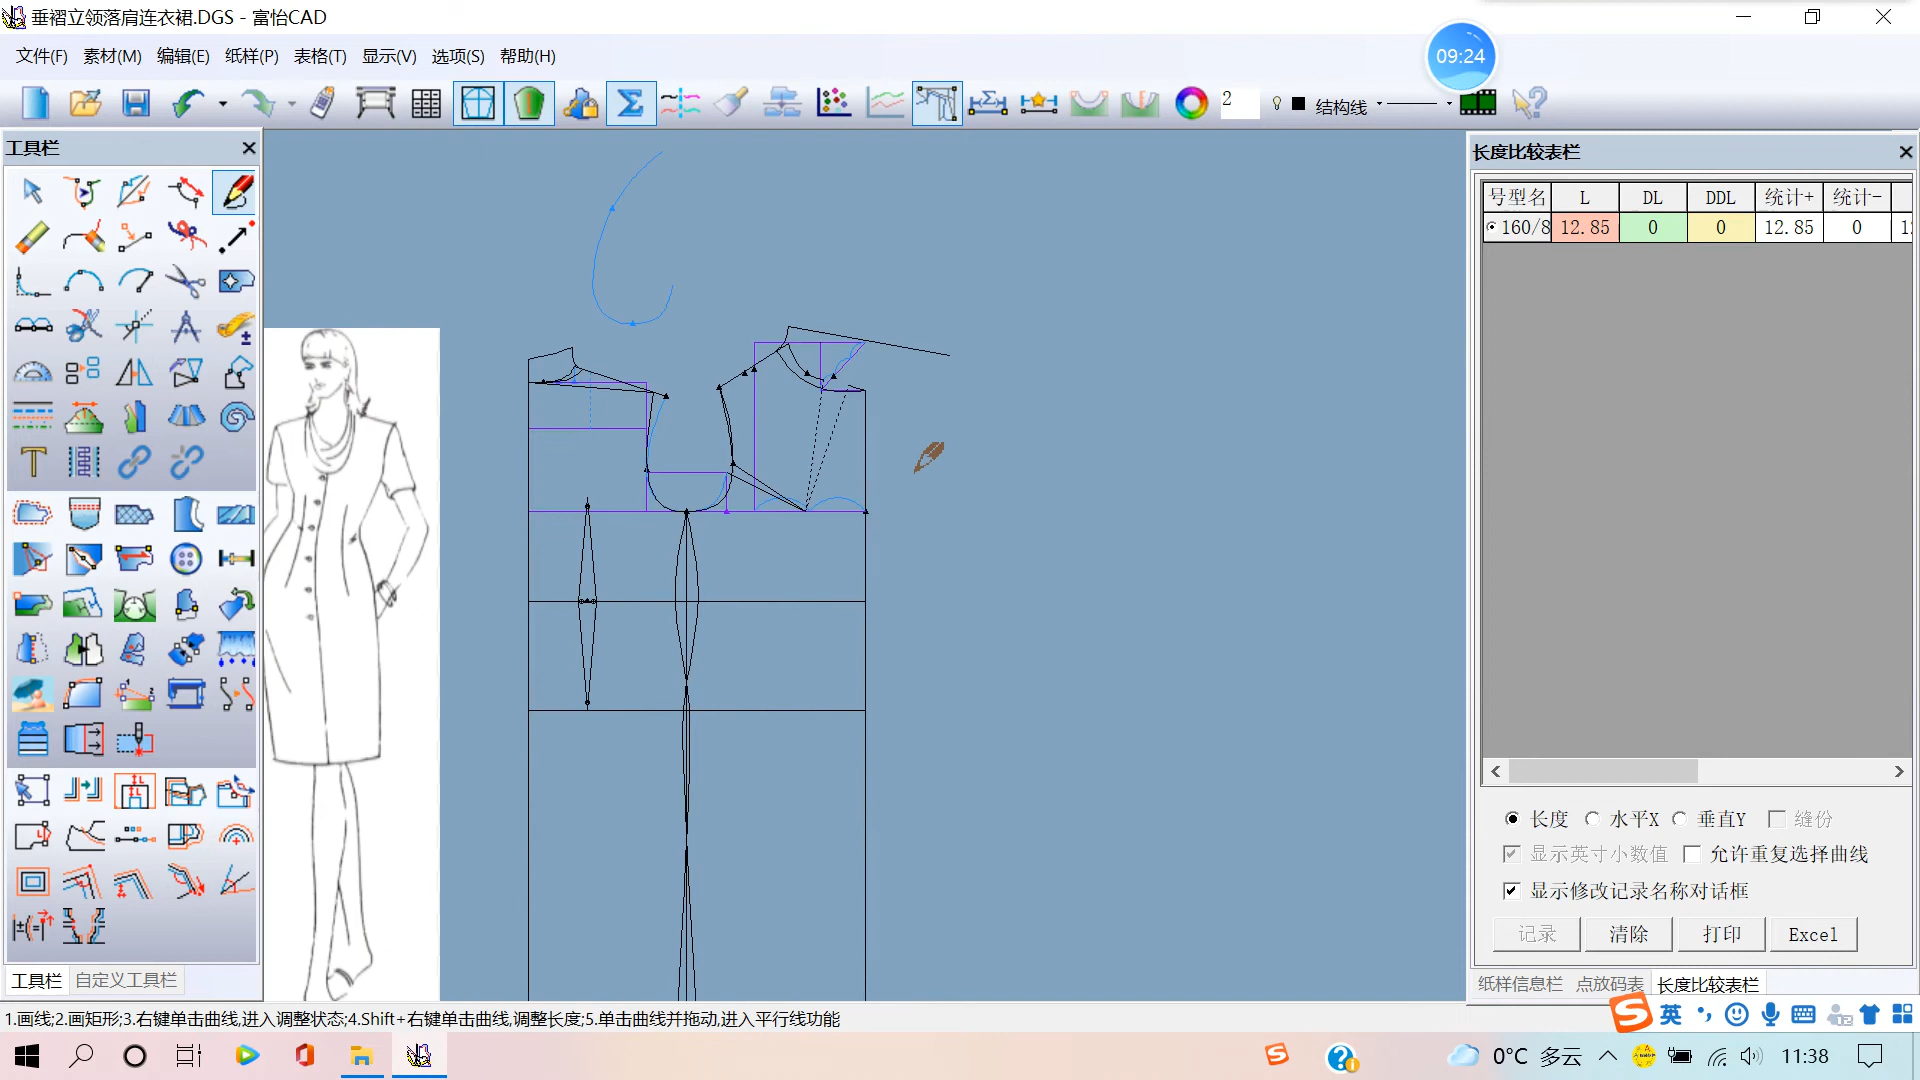 垂褶立领落肩连衣裙.DGS - 富怡CAD
文件(F) 素材(M) 编辑(E) 纸样(P) 表格(T) 显示(V) 选项(S) 帮助(H)
09:24
2
结构线
工具栏
长度比较表栏
号型名 L DL DDL 统计+ 统计-
160/8 12.85 0 0 12.85 0
长度 水平X 垂直Y 缝份
显示英寸小数值 允许重复选择曲线
显示修改记录名称对话框
记录 清除 打印 Excel
工具栏 自定义工具栏
纸样信息栏 点放码表 长度比较表栏
1.画线;2.画矩形;3.右键单击曲线,进入调整状态;4.Shift+右键单击曲线,调整长度;5.单击曲线并拖动,进入平行线功能
英
0°C 多云 11:38